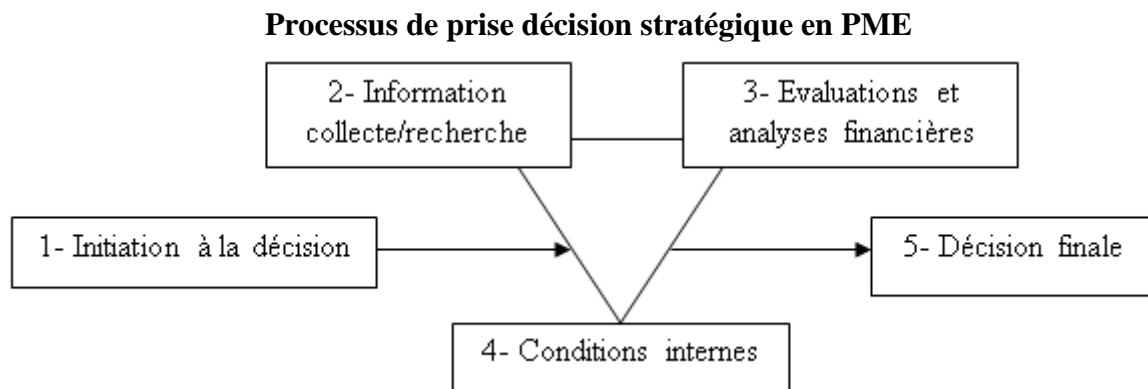 Processus de prise décision stratégique en PME
2- Information
collecte/recherche
3- Evaluations et
analyses financières
1- Initiation à la décision
5- Décision finale
4- Conditions internes